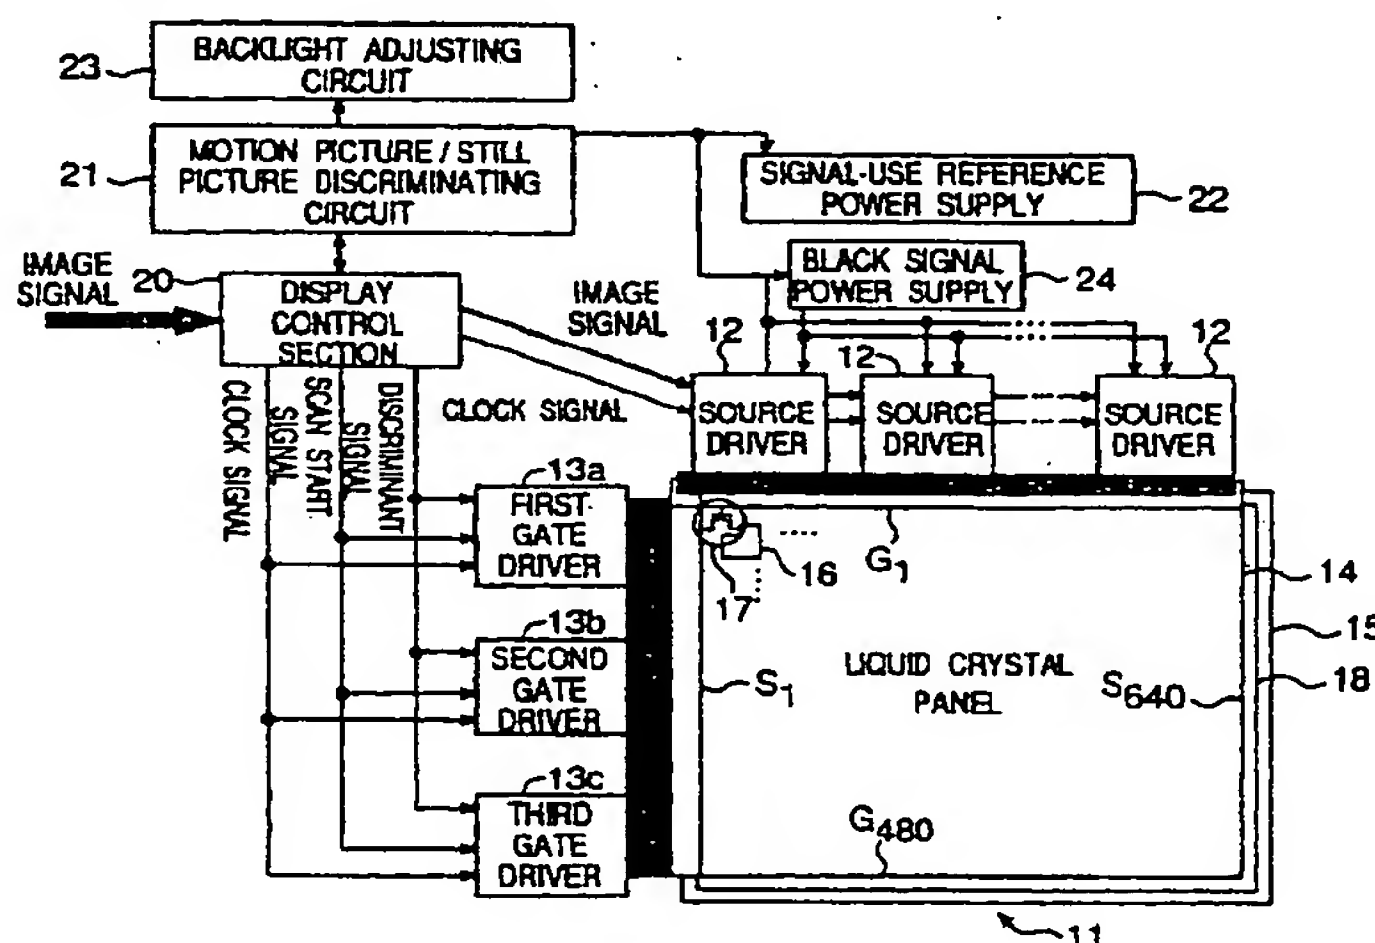 BACKLIGHT ADJUSTING
CIRCUIT
23
MOTION PICTURE / STILL
PICTURE DISCRIMINATING
CIRCUIT
21
SIGNAL-USE REFERENCE
POWER SUPPLY
22
BLACK SIGNAL
POWER SUPPLY
24
IMAGE
SIGNAL
20
DISPLAY
CONTROL
SECTION
IMAGE
SIGNAL
CLOCK SIGNAL
12
12
12
SOURCE
DRIVER
SOURCE
DRIVER
SOURCE
DRIVER
CLOCK SIGNAL
SCAN START
SIGNAL
DISCRIMINANT
SIGNAL
13a
FIRST
GATE
DRIVER
13b
SECOND
GATE
DRIVER
13c
THIRD
GATE
DRIVER
17
16
G1
14
15
18
S1
LIQUID CRYSTAL
PANEL
S640
G480
11